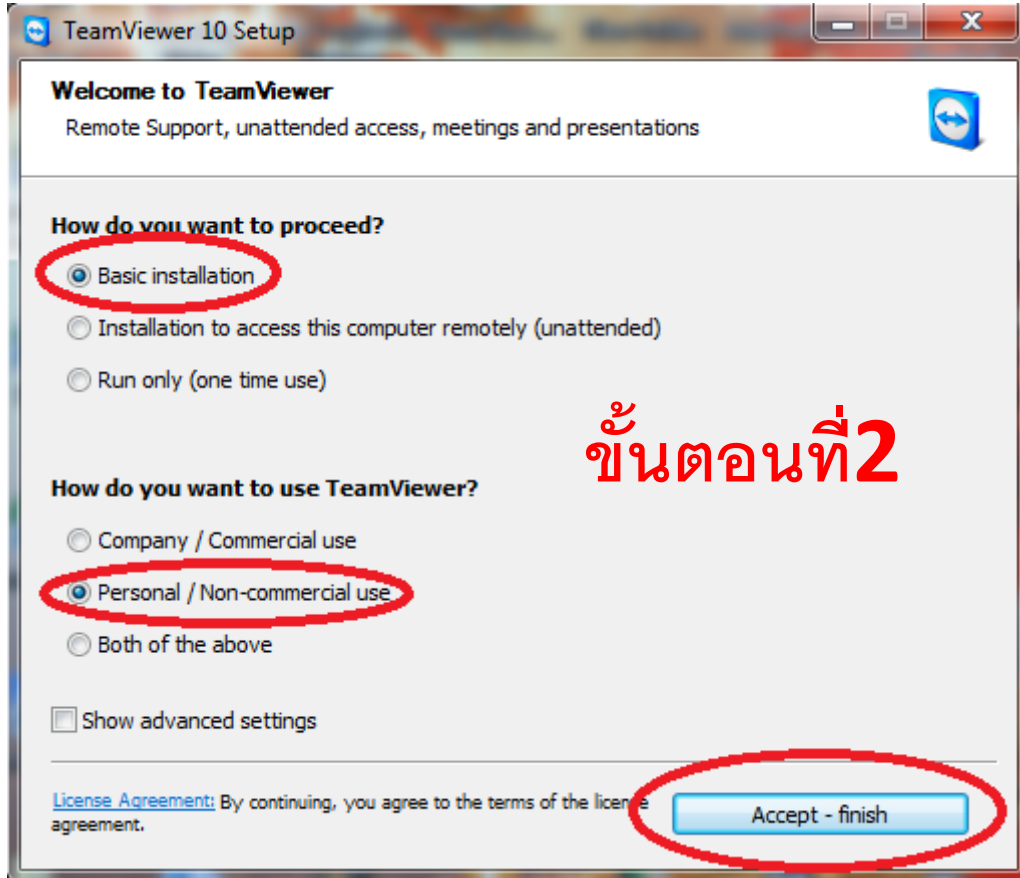 TeamViewer 10 Setup
Welcome to TeamViewer
Remote Support, unattended access, meetings and presentations
How do you want to proceed?
Basic installation
Installation to access this computer remotely (unattended)
Run only (one time use)
ขั้นตอนที่2
How do you want to use TeamViewer?
Company / Commercial use
Personal / Non-commercial use
Both of the above
Show advanced settings
License Agreement: By continuing, you agree to the terms of the license
agreement.
Accept - finish